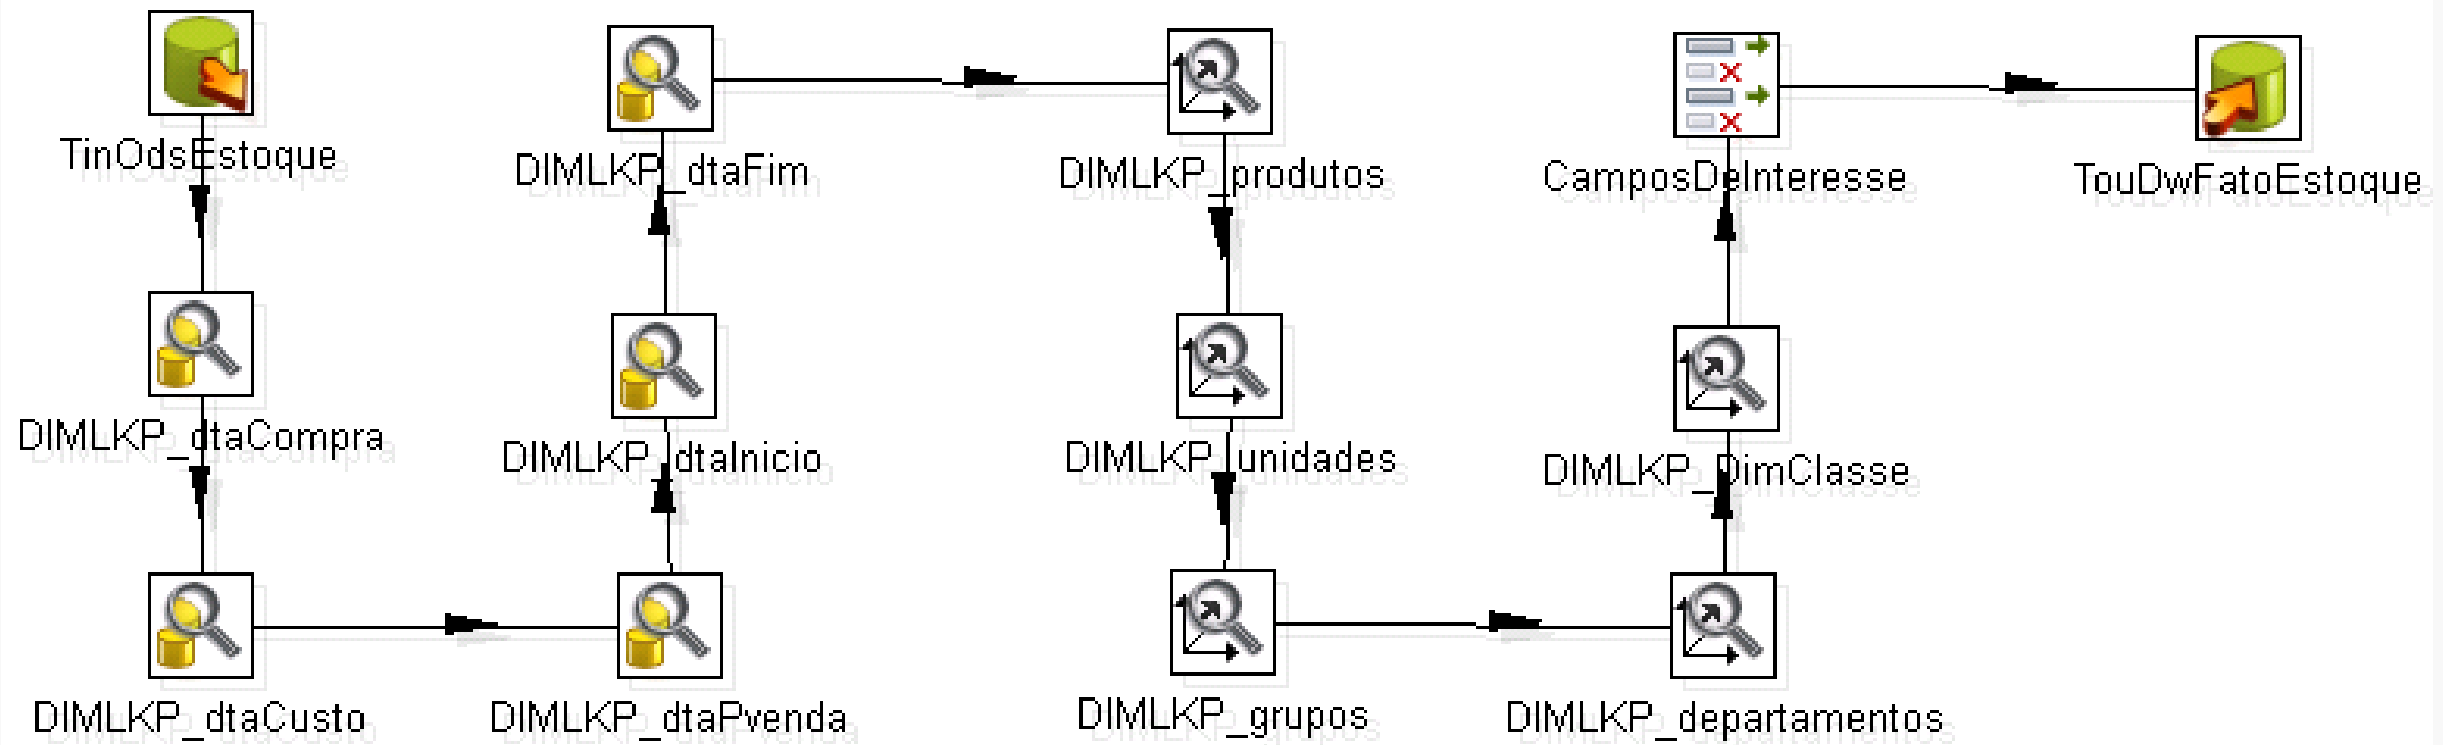 TinOdsEstoque
DIMLKP_dtaCompra
DIMLKP_dtaCusto
DIMLKP_dtaPvenda
DIMLKP_dtaInicio
DIMLKP_dtaFim
DIMLKP_produtos
DIMLKP_unidades
DIMLKP_grupos
DIMLKP_departamentos
DIMLKP_DimClasse
CamposDeInteresse
TouDwFatoEstoque